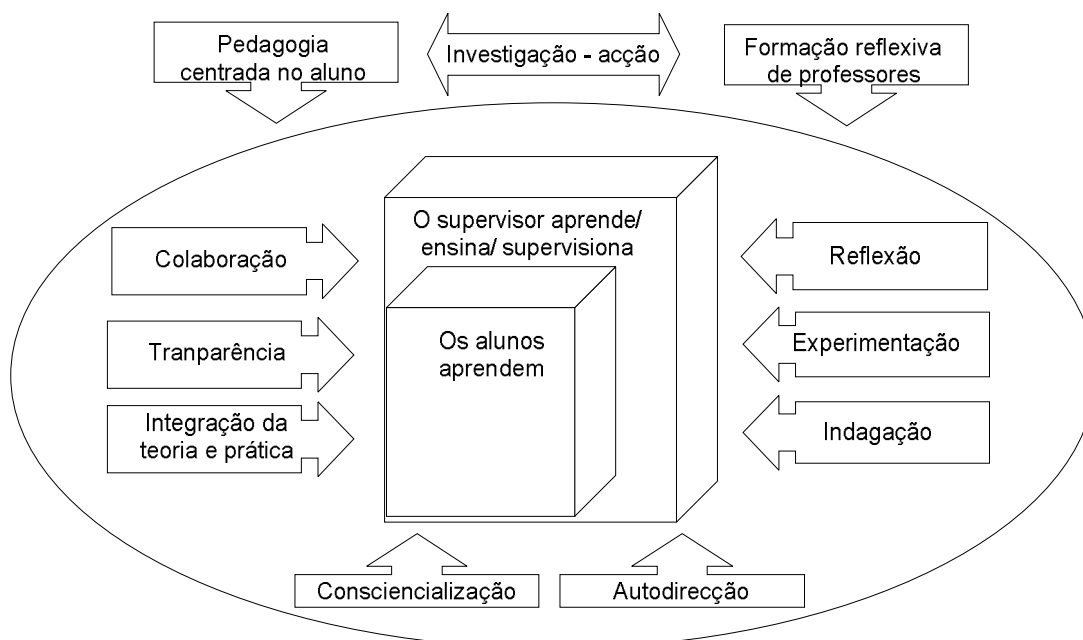 Pedagogia
centrada no aluno
Investigação - acção
Formação reflexiva
de professores
O supervisor aprende/
ensina/ supervisiona
Colaboração
Reflexão
Os alunos
aprendem
Tranparência
Experimentação
Integração da
teoria e prática
Indagação
Consciencialização
Autodirecção